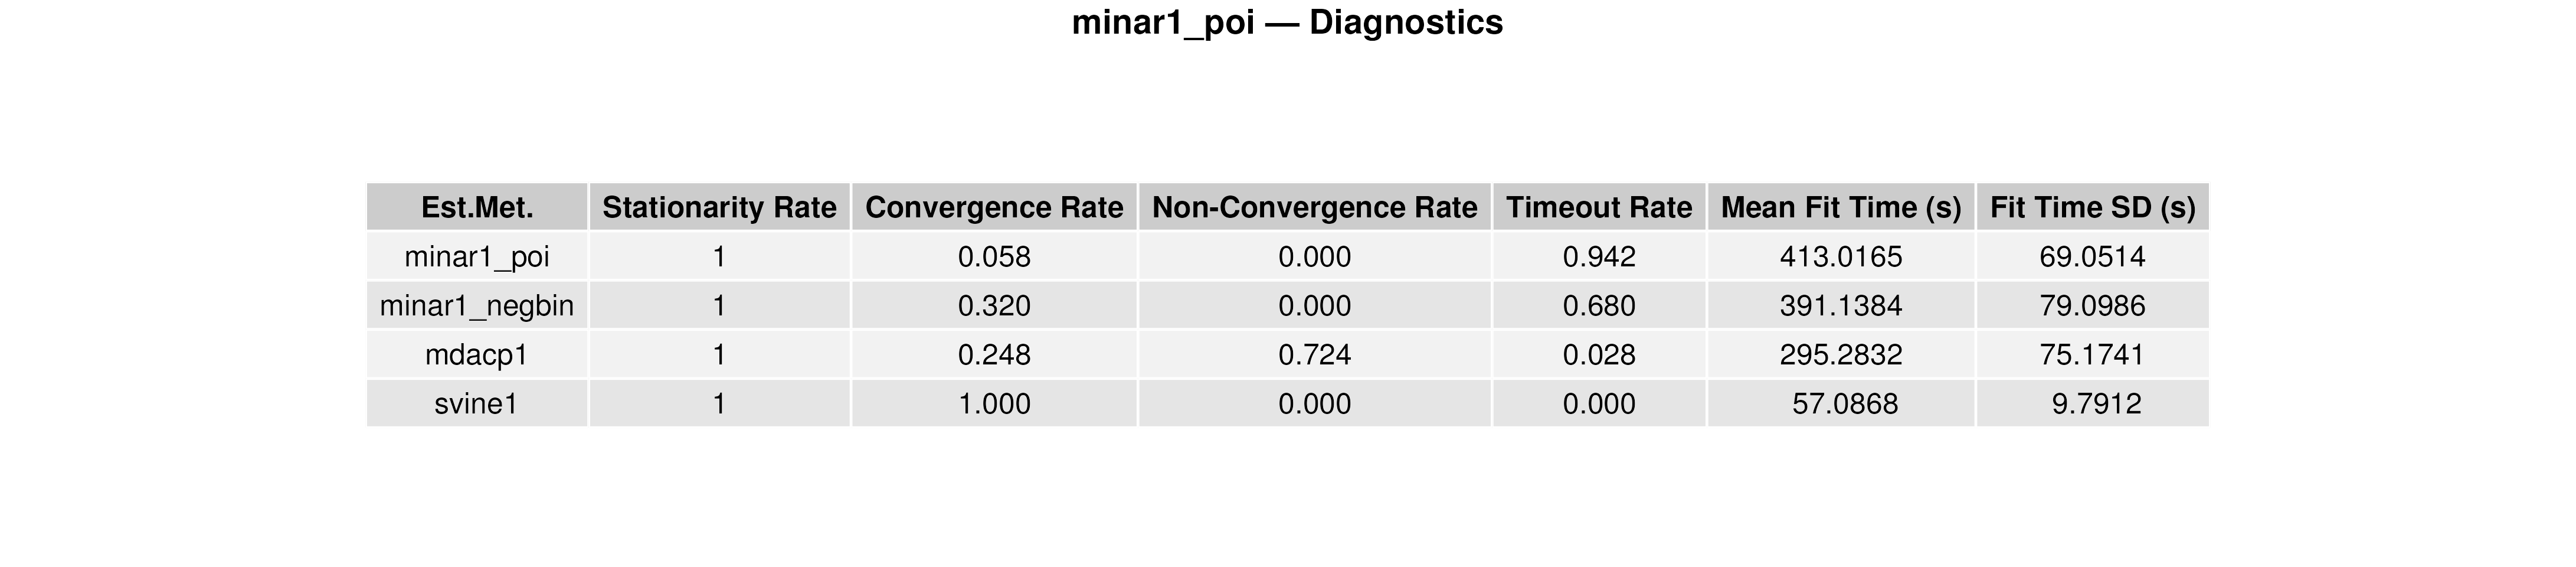 minar1_poi — Diagnostics
Est.Met. Stationarity Rate Convergence Rate Non-Convergence Rate Timeout Rate Mean Fit Time (s) Fit Time SD (s)
minar1_poi 1 0.058 0.000 0.942 413.0165 69.0514
minar1_negbin 1 0.320 0.000 0.680 391.1384 79.0986
mdacp1 1 0.248 0.724 0.028 295.2832 75.1741
svine1 1 1.000 0.000 0.000 57.0868 9.7912